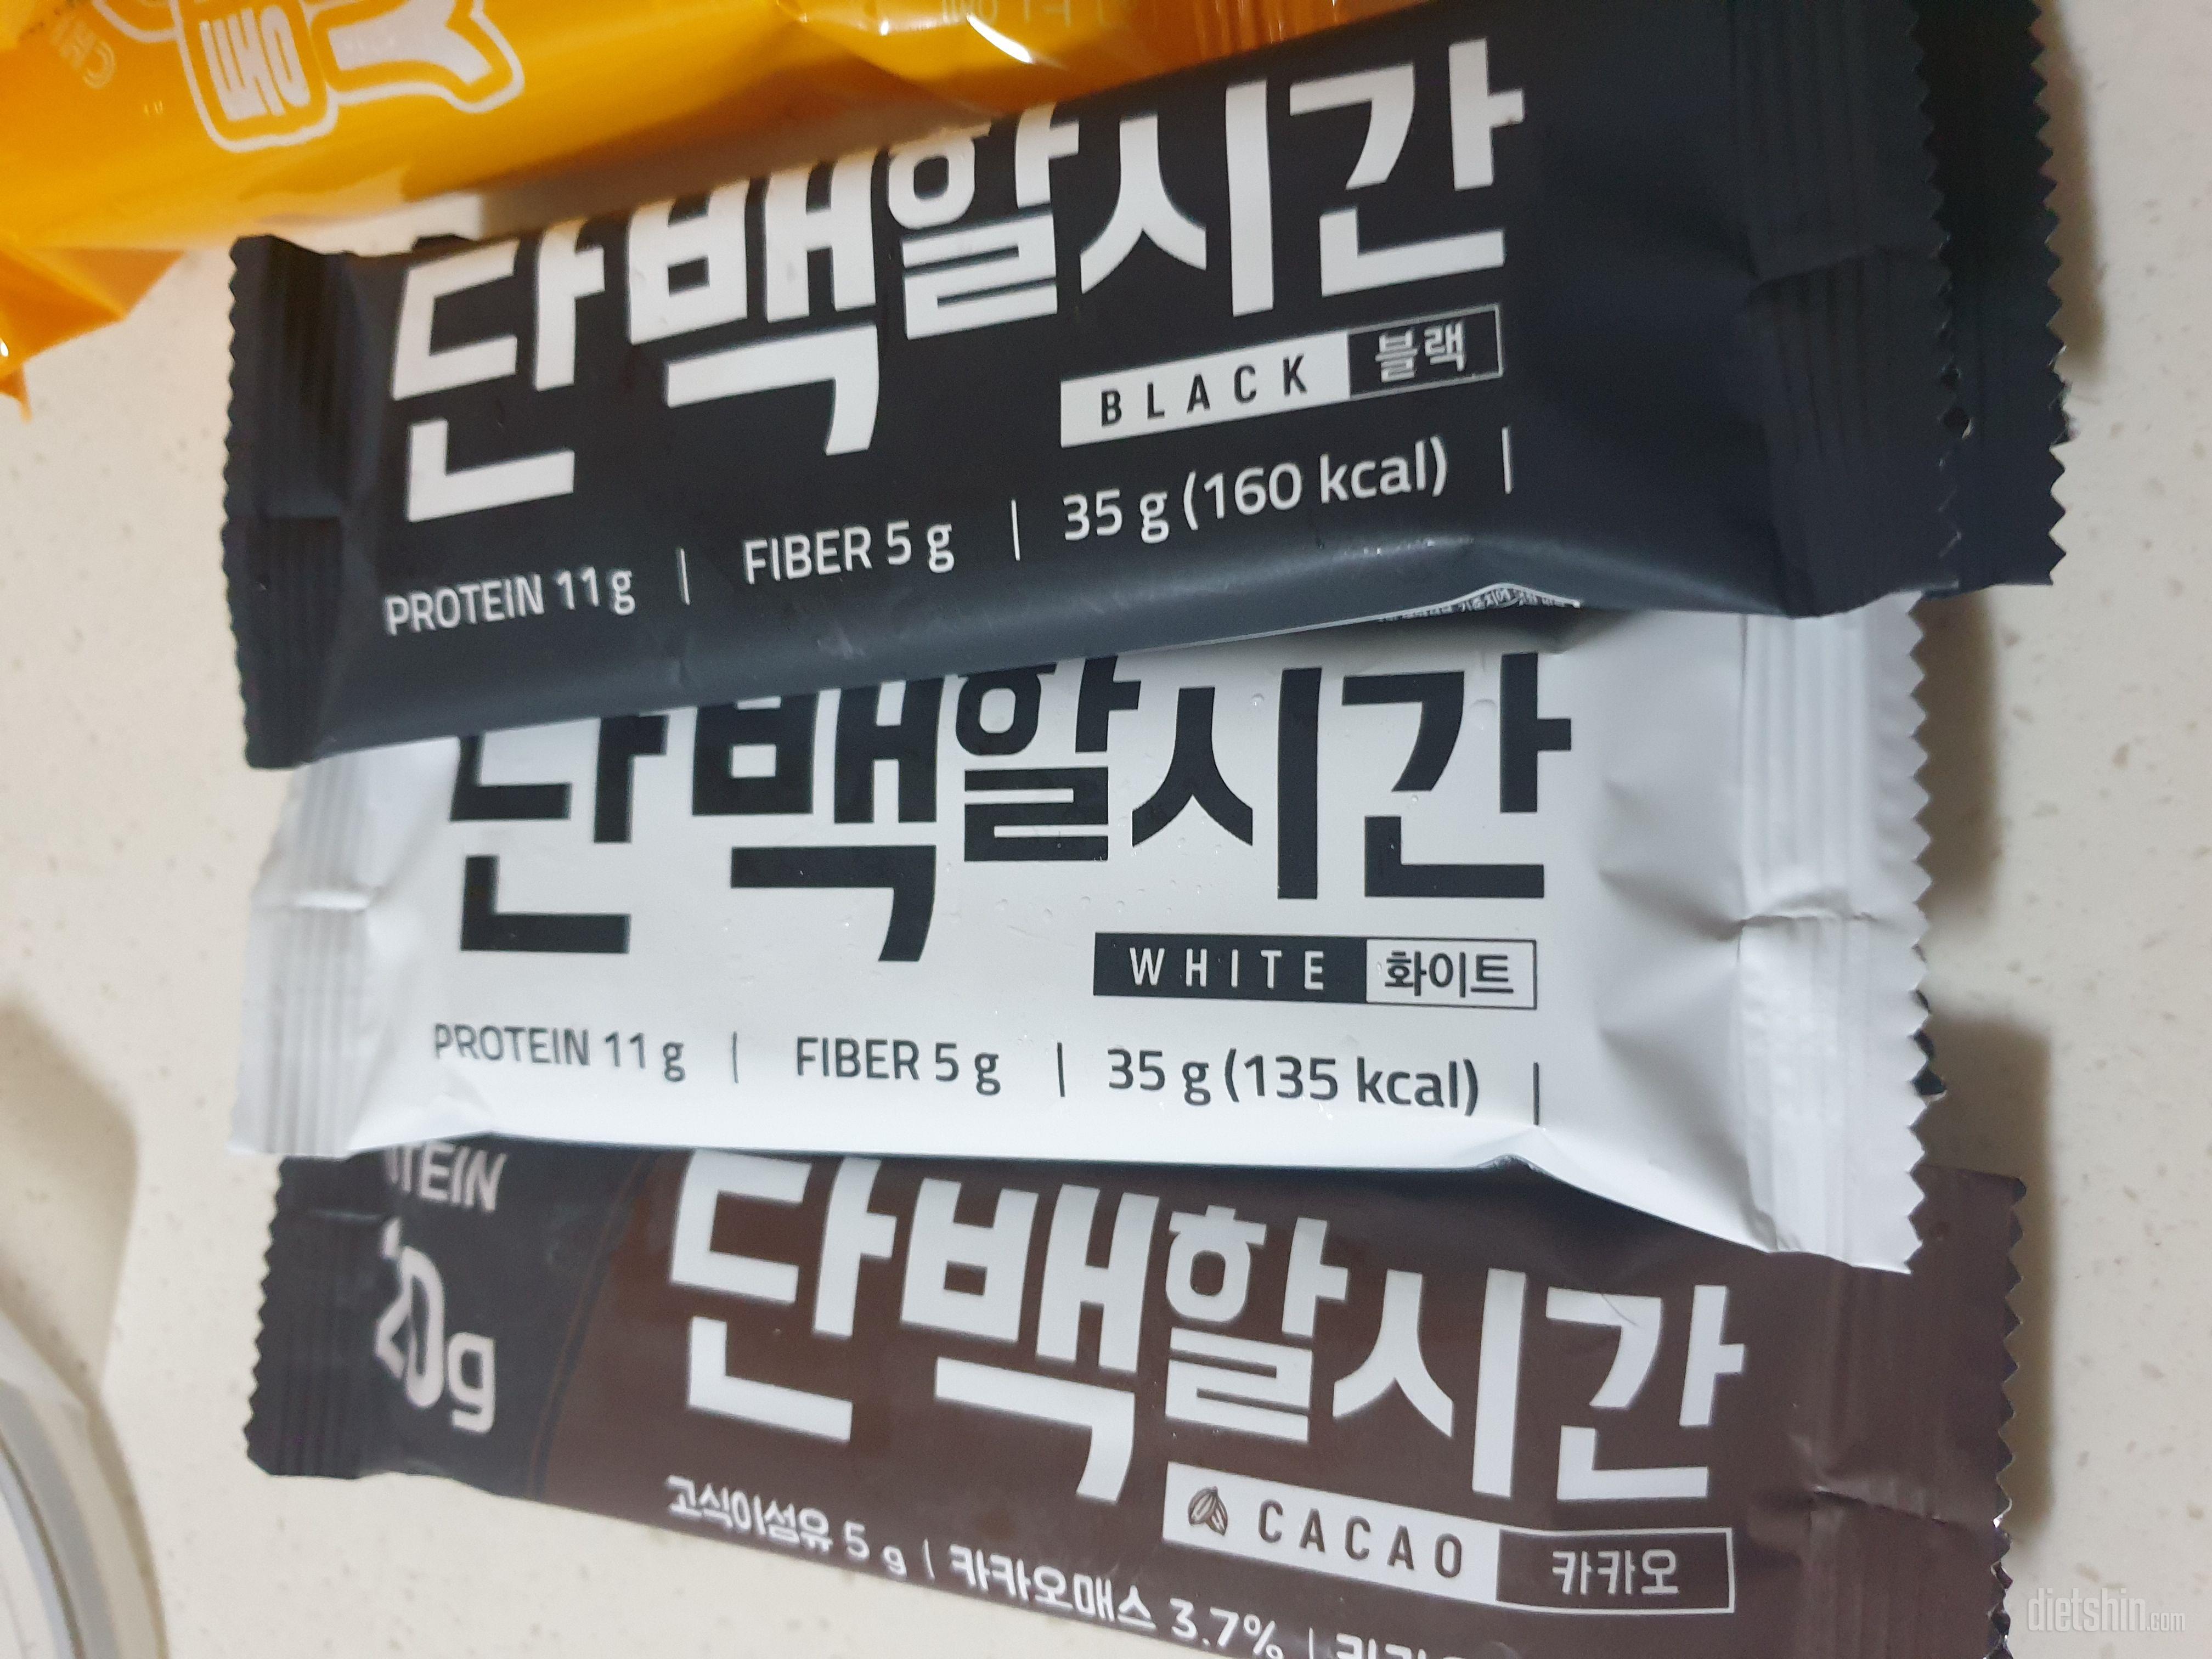 단백할시간
BLACK 블랙
PROTEIN 11g | FIBER 5 g | 35 g (160 kcal) |
단백할시간
WHITE 화이트
PROTEIN 11 g | FIBER 5 g | 35 g (135 kcal) |
20g
단백할시간
CACAO 카카오
고식이섬유 5 g | 카카오매스 3.7% |
dietshin.com